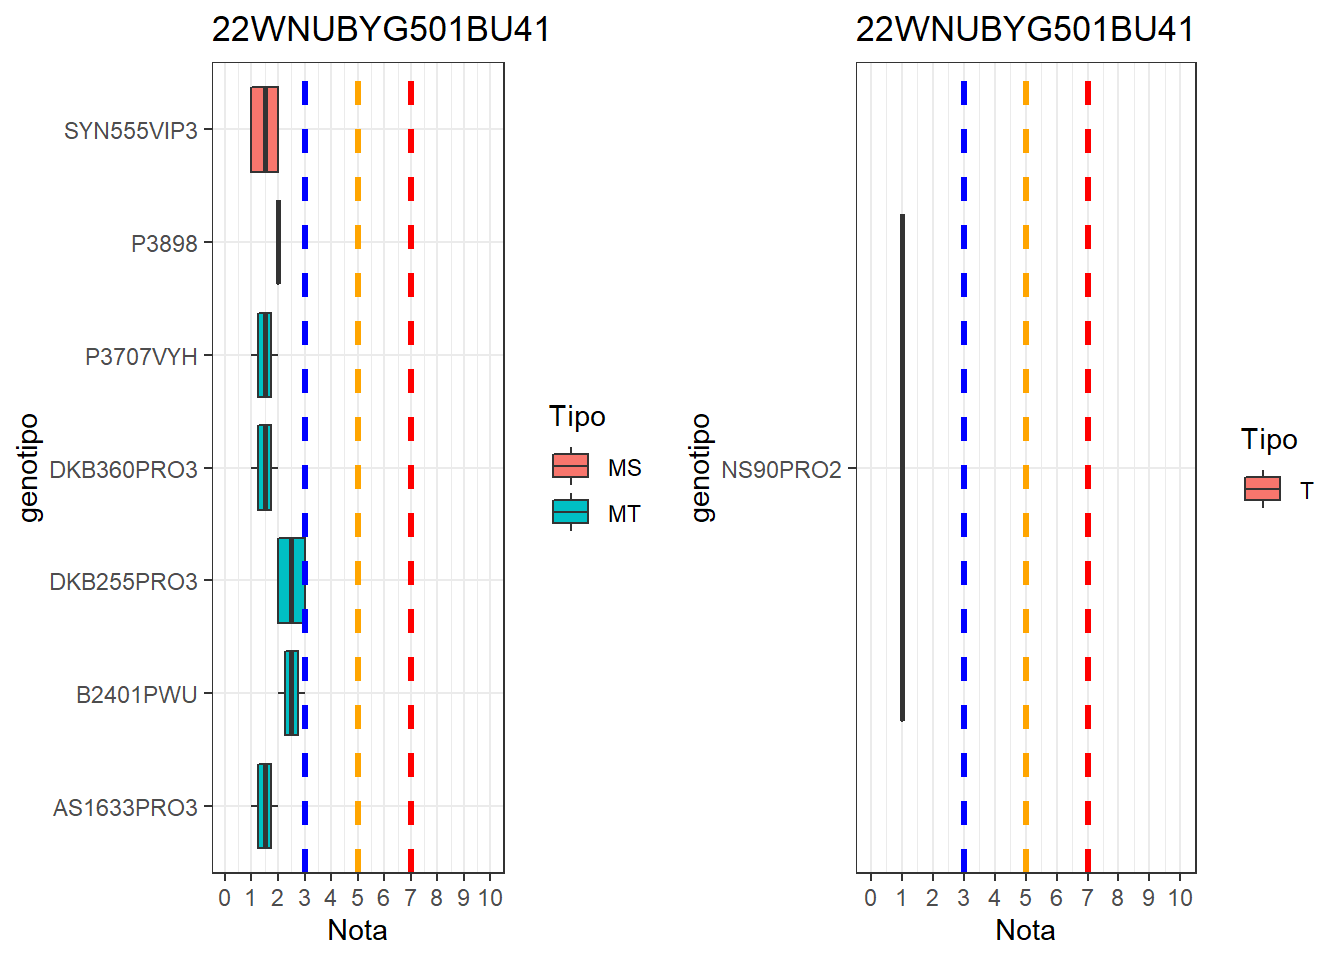 22WNUBYG501BU41
genotipo
SYN555VIP3
P3898
P3707VYH
DKB360PRO3
DKB255PRO3
B2401PWU
AS1633PRO3
0 1 2 3 4 5 6 7 8 9 10
Nota
Tipo
MS
MT
22WNUBYG501BU41
genotipo
NS90PRO2
0 1 2 3 4 5 6 7 8 9 10
Nota
Tipo
T